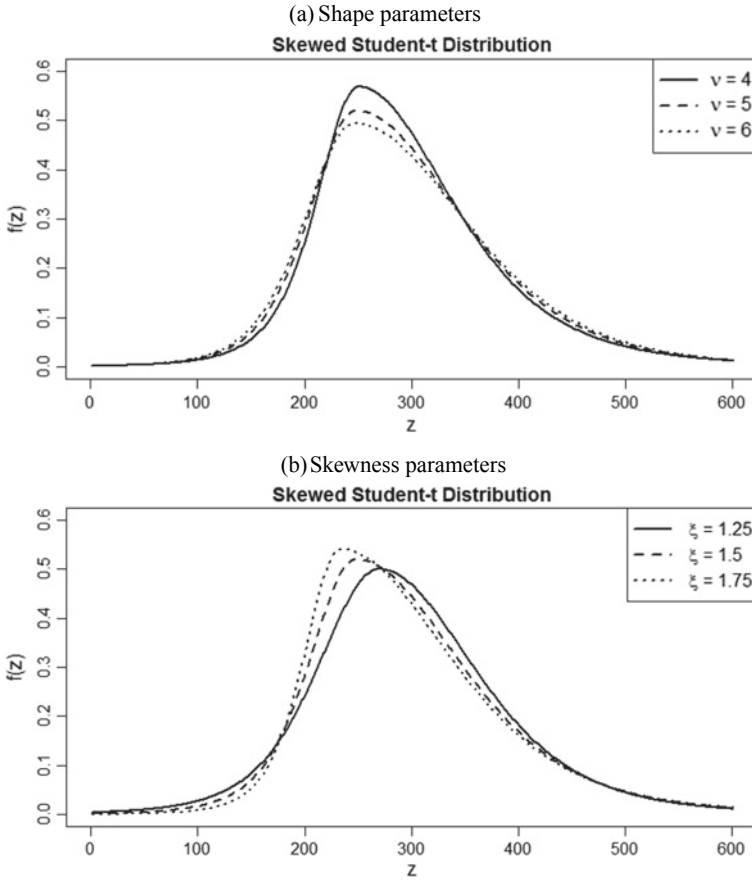 (a) Shape parameters
Skewed Student-t Distribution
f(z)
0.6
0.5
0.4
0.3
0.2
0.1
0.0
ν = 4
ν = 5
ν = 6
0 100 200 300 400 500 600
z
(b) Skewness parameters
Skewed Student-t Distribution
f(z)
0.6
0.5
0.4
0.3
0.2
0.1
0.0
ξ = 1.25
ξ = 1.5
ξ = 1.75
0 100 200 300 400 500 600
z